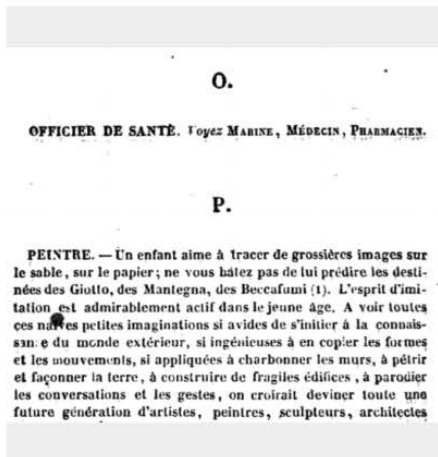 O.
OFFICIER DE SANTÉ. Voyez MARINE, MÉDECIN, PHARMACIEN.
P.
PEINTRE. — Un enfant aime à tracer de grossières images sur
le sable, sur le papier; ne vous hâtez pas de lui prédire les desti-
nées des Giotto, des Mantegna, des Beccafumi (1). L'esprit d'imi-
tation est admirablement actif dans le jeune âge. A voir toutes
ces petites imaginations si avides de s'initier à la connais-
du monde extérieur, si ingénieuses à en copier les formes
et les mouvements, si appliquées à charbonner les murs, à pétrir
et façonner la terre, à construire de fragiles édifices, à parodier
les conversations et les gestes, on croirait deviner toute une
future génération d'artistes, peintres, sculpteurs, architectes